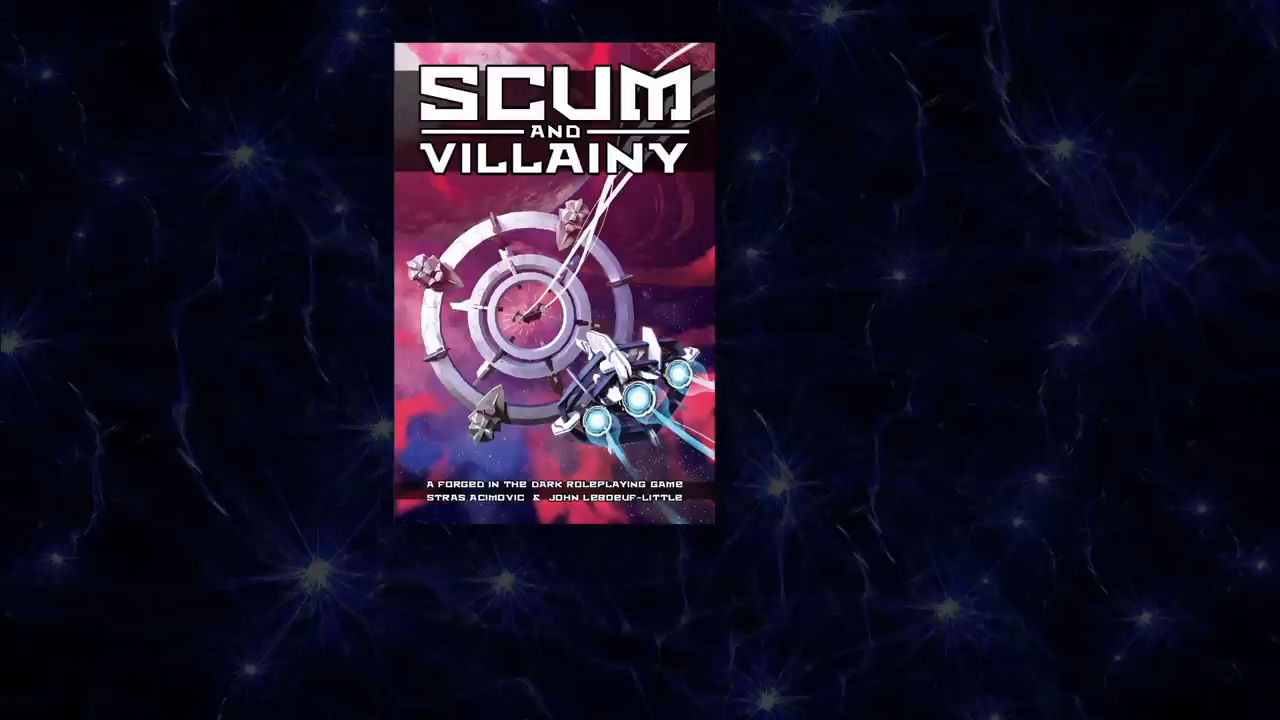 SCUM
AND
VILLAINY
A FORGED IN THE DARK ROLEPLAYING GAME
STRAS ACIMOVIC & JOHN LEBOEUF-LITTLE